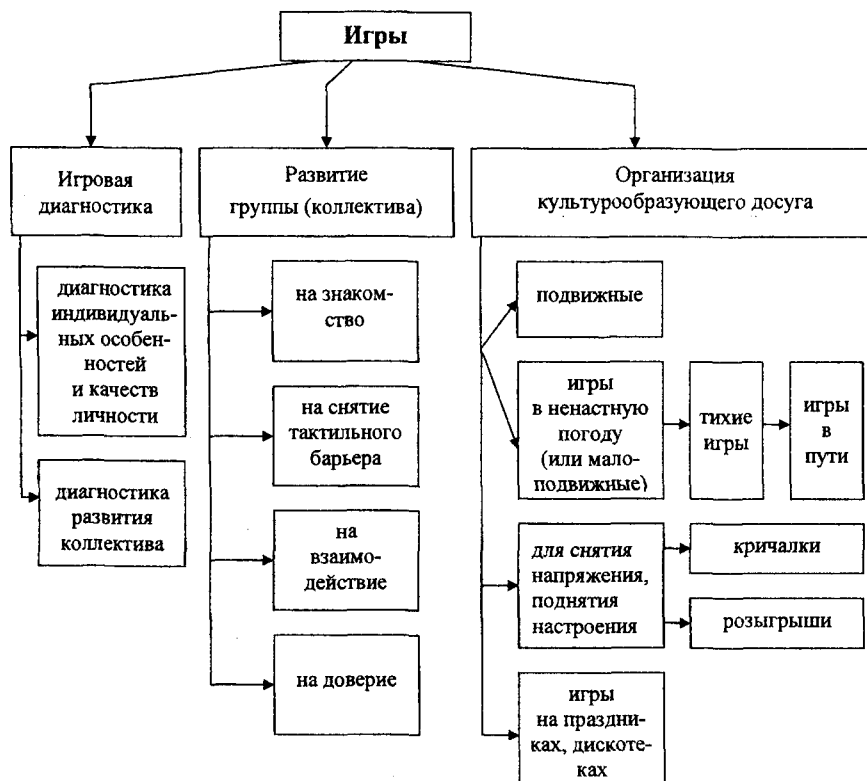 Игры
Игровая
диагностика
диагностика
индивидуаль-
ных особен-
ностей
и качеств
личности
диагностика
развития
коллектива
Развитие
группы (коллектива)
на знаком-
ство
на снятие
тактильного
барьера
на
взаимо-
действие
на доверие
Организация
культурообразующего досуга
подвижные
игры
в ненастную
погоду
(или мало-
подвижные)
тихие
игры
игры
в
пути
для снятия
напряжения,
поднятия
настроения
кричалки
розыгрыши
игры
на праздни-
ках, дискоте-
ках